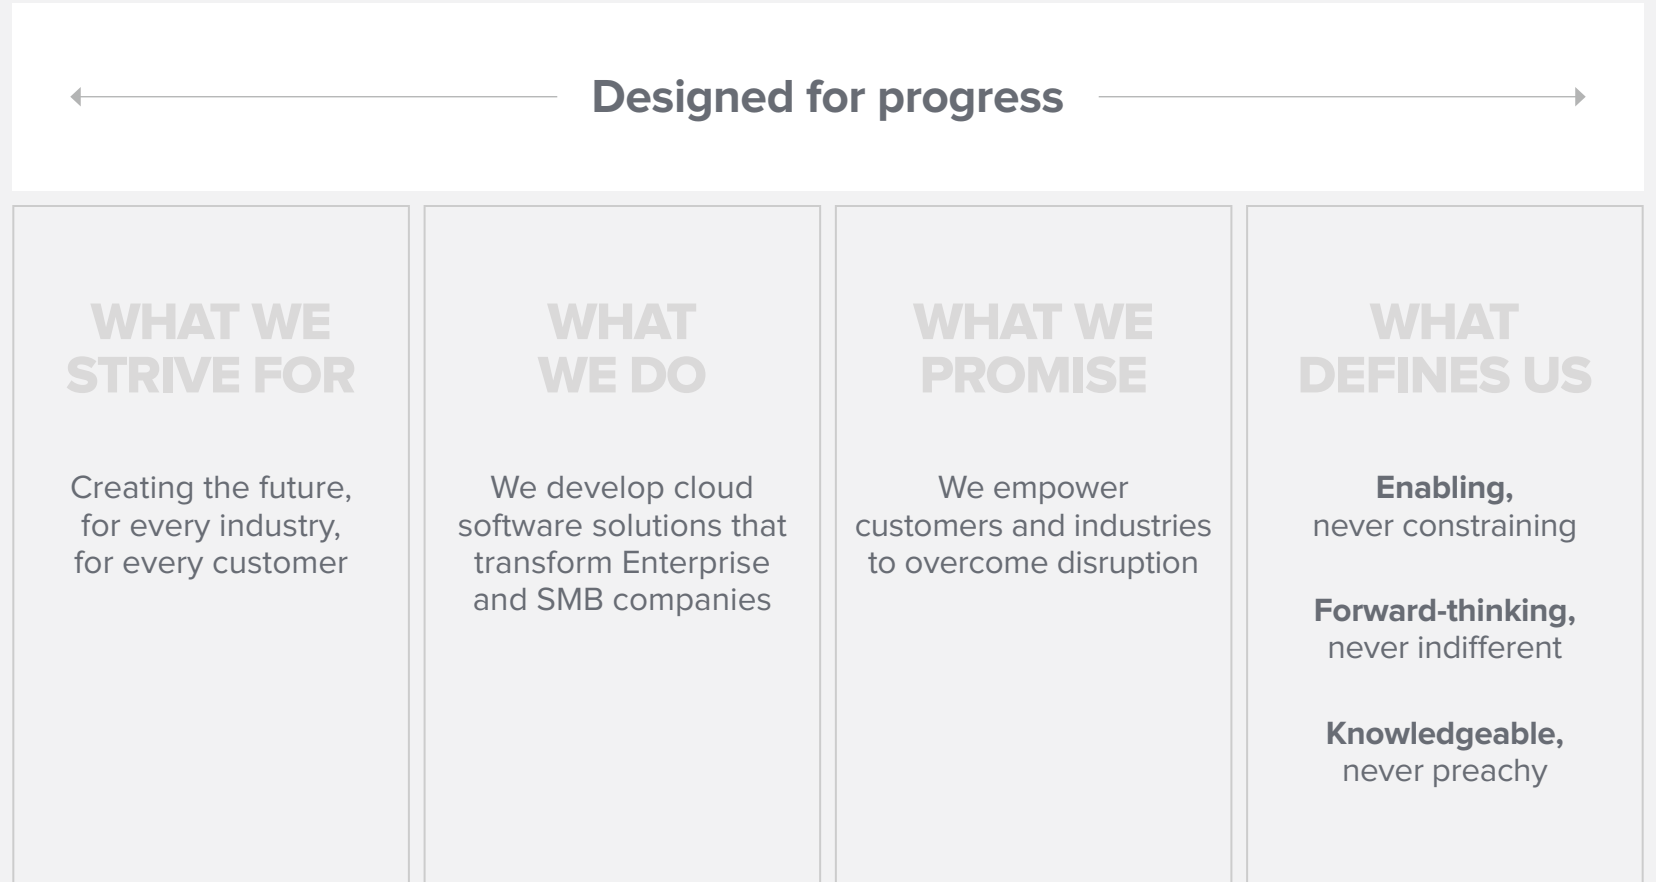 Designed for progress
WHAT WE
STRIVE FOR
Creating the future,
for every industry,
for every customer
WHAT
WE DO
We develop cloud
software solutions that
transform Enterprise
and SMB companies
WHAT WE
PROMISE
We empower
customers and industries
to overcome disruption
WHAT
DEFINES US
Enabling,
never constraining
Forward-thinking,
never indifferent
Knowledgeable,
never preachy